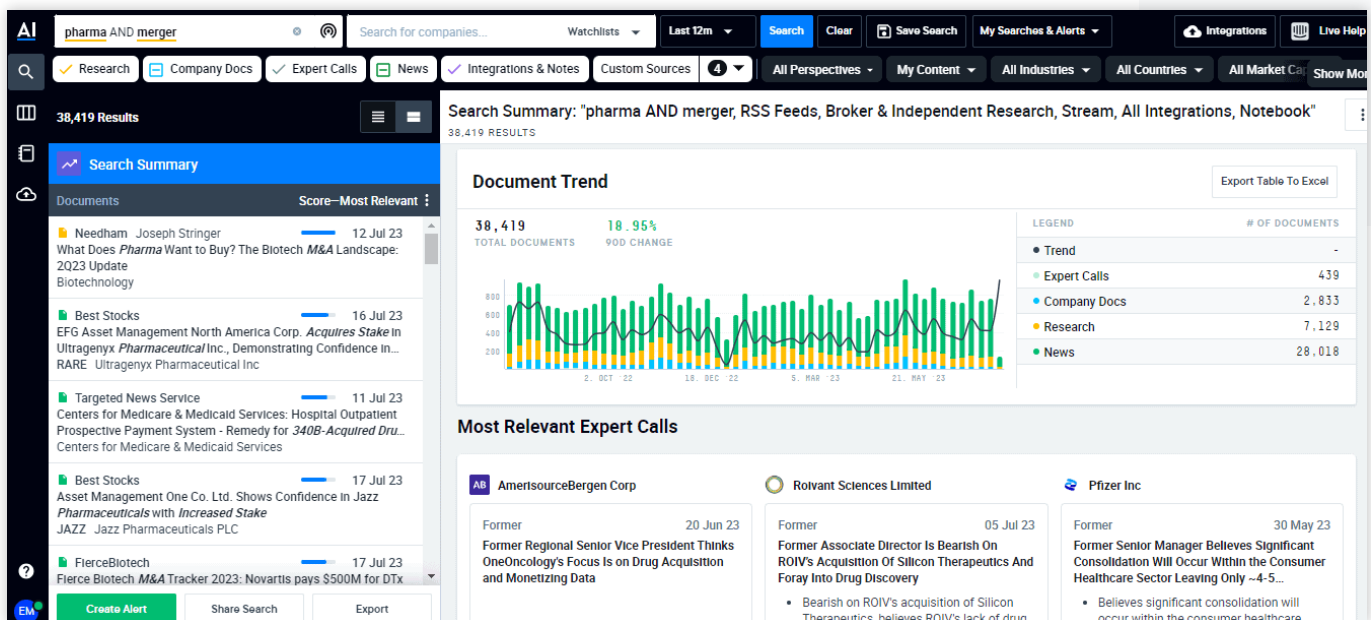 AI
pharma AND merger
Search for companies...
Watchlists
Last 12m
Search
Clear
Save Search
My Searches & Alerts
Integrations
Live Help
Research
Company Docs
Expert Calls
News
Integrations & Notes
Custom Sources
4
All Perspectives
My Content
All Industries
All Countries
All Market Ca
Show Mor
38,419 Results
Search Summary
Documents
Score—Most Relevant
Needham Joseph Stringer 12 Jul 23
What Does Pharma Want to Buy? The Biotech M&A Landscape:
2Q23 Update
Biotechnology
Best Stocks 16 Jul 23
EFG Asset Management North America Corp. Acquires Stake in
Ultragenyx Pharmaceutical Inc., Demonstrating Confidence in...
RARE Ultragenyx Pharmaceutical Inc
Targeted News Service 11 Jul 23
Centers for Medicare & Medicaid Services: Hospital Outpatient
Prospective Payment System - Remedy for 340B-Acquired Dru...
Centers for Medicare & Medicaid Services
Best Stocks 17 Jul 23
Asset Management One Co. Ltd. Shows Confidence in Jazz
Pharmaceuticals with Increased Stake
JAZZ Jazz Pharmaceuticals PLC
FierceBiotech 17 Jul 23
Fierce Biotech M&A Tracker 2023: Novartis pays $500M for DTx
Create Alert
Share Search
Export
?
EM
Search Summary: "pharma AND merger, RSS Feeds, Broker & Independent Research, Stream, All Integrations, Notebook"
38,419 RESULTS
Document Trend
Export Table To Excel
38,419
TOTAL DOCUMENTS
18.95%
90D CHANGE
800
600
400
200
2. OCT '22
18. DEC '22
5. MAR '23
21. MAY '23
LEGEND # OF DOCUMENTS
Trend -
Expert Calls 439
Company Docs 2,833
Research 7,129
News 28,018
Most Relevant Expert Calls
AB AmerisourceBergen Corp
Former 20 Jun 23
Former Regional Senior Vice President Thinks
OneOncology's Focus Is on Drug Acquisition
and Monetizing Data
Roivant Sciences Limited
Former 05 Jul 23
Former Associate Director Is Bearish On
ROIV's Acquisition Of Silicon Therapeutics And
Foray Into Drug Discovery
• Bearish on ROIV's acquisition of Silicon
Therapeutics, believes ROIV's lack of drug
Pfizer Inc
Former 30 May 23
Former Senior Manager Believes Significant
Consolidation Will Occur Within the Consumer
Healthcare Sector Leaving Only ~4-5...
• Believes significant consolidation will
occur within the consumer healthcare